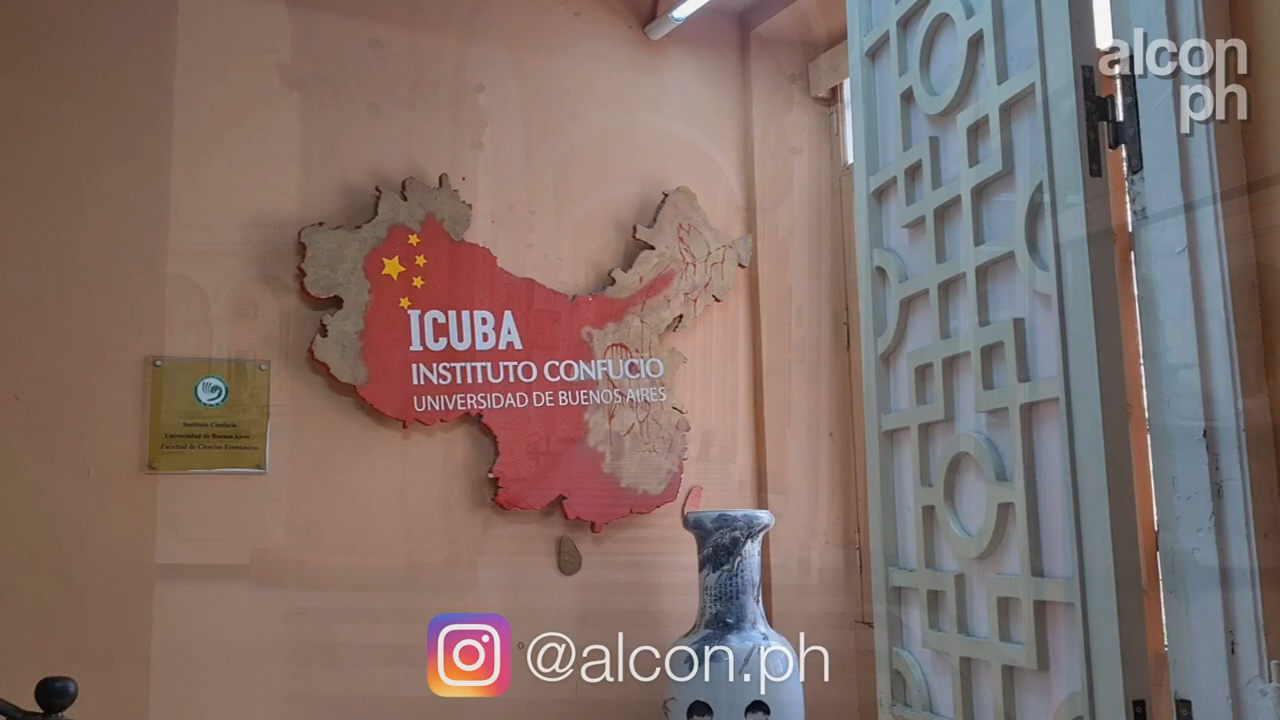 alcon
ph
ICUBA
INSTITUTO CONFUCIO
UNIVERSIDAD DE BUENOS AIRES
Instituto Confucio
Universidad de Buenos Aires
Facultad de Ciencias Económicas
@alcon.ph